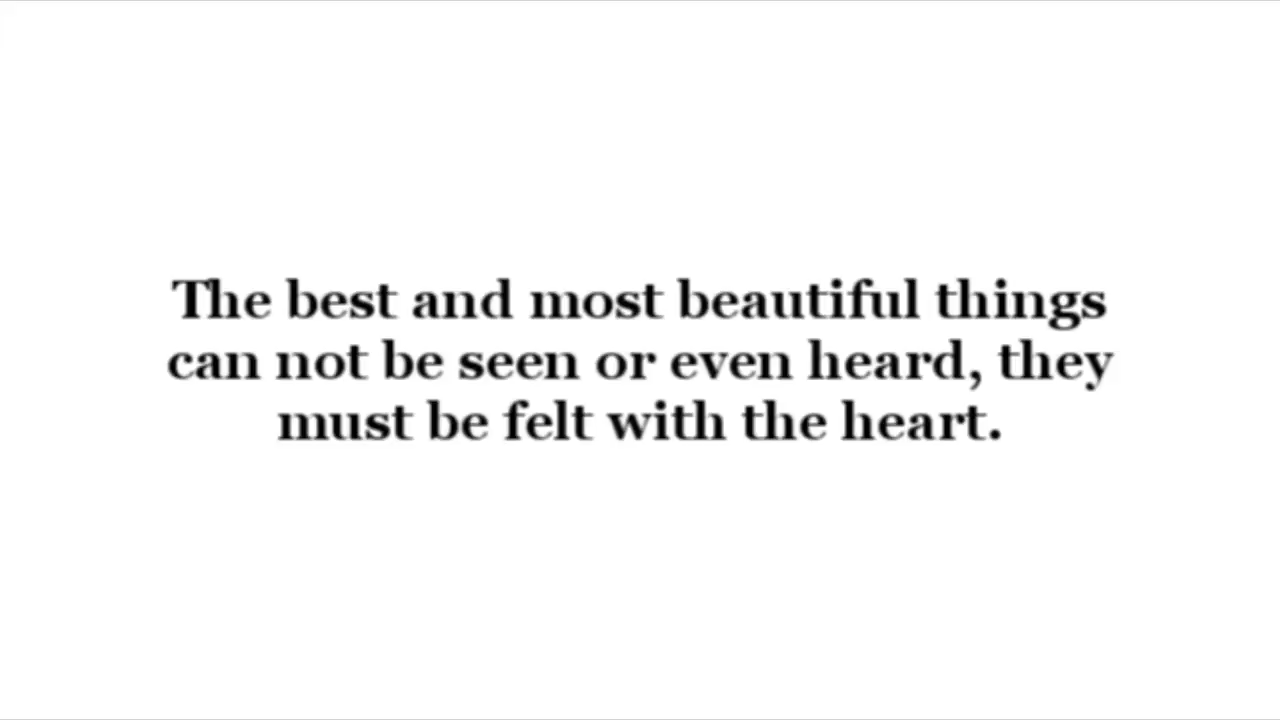 The best and most beautiful things
can not be seen or even heard, they
must be felt with the heart.